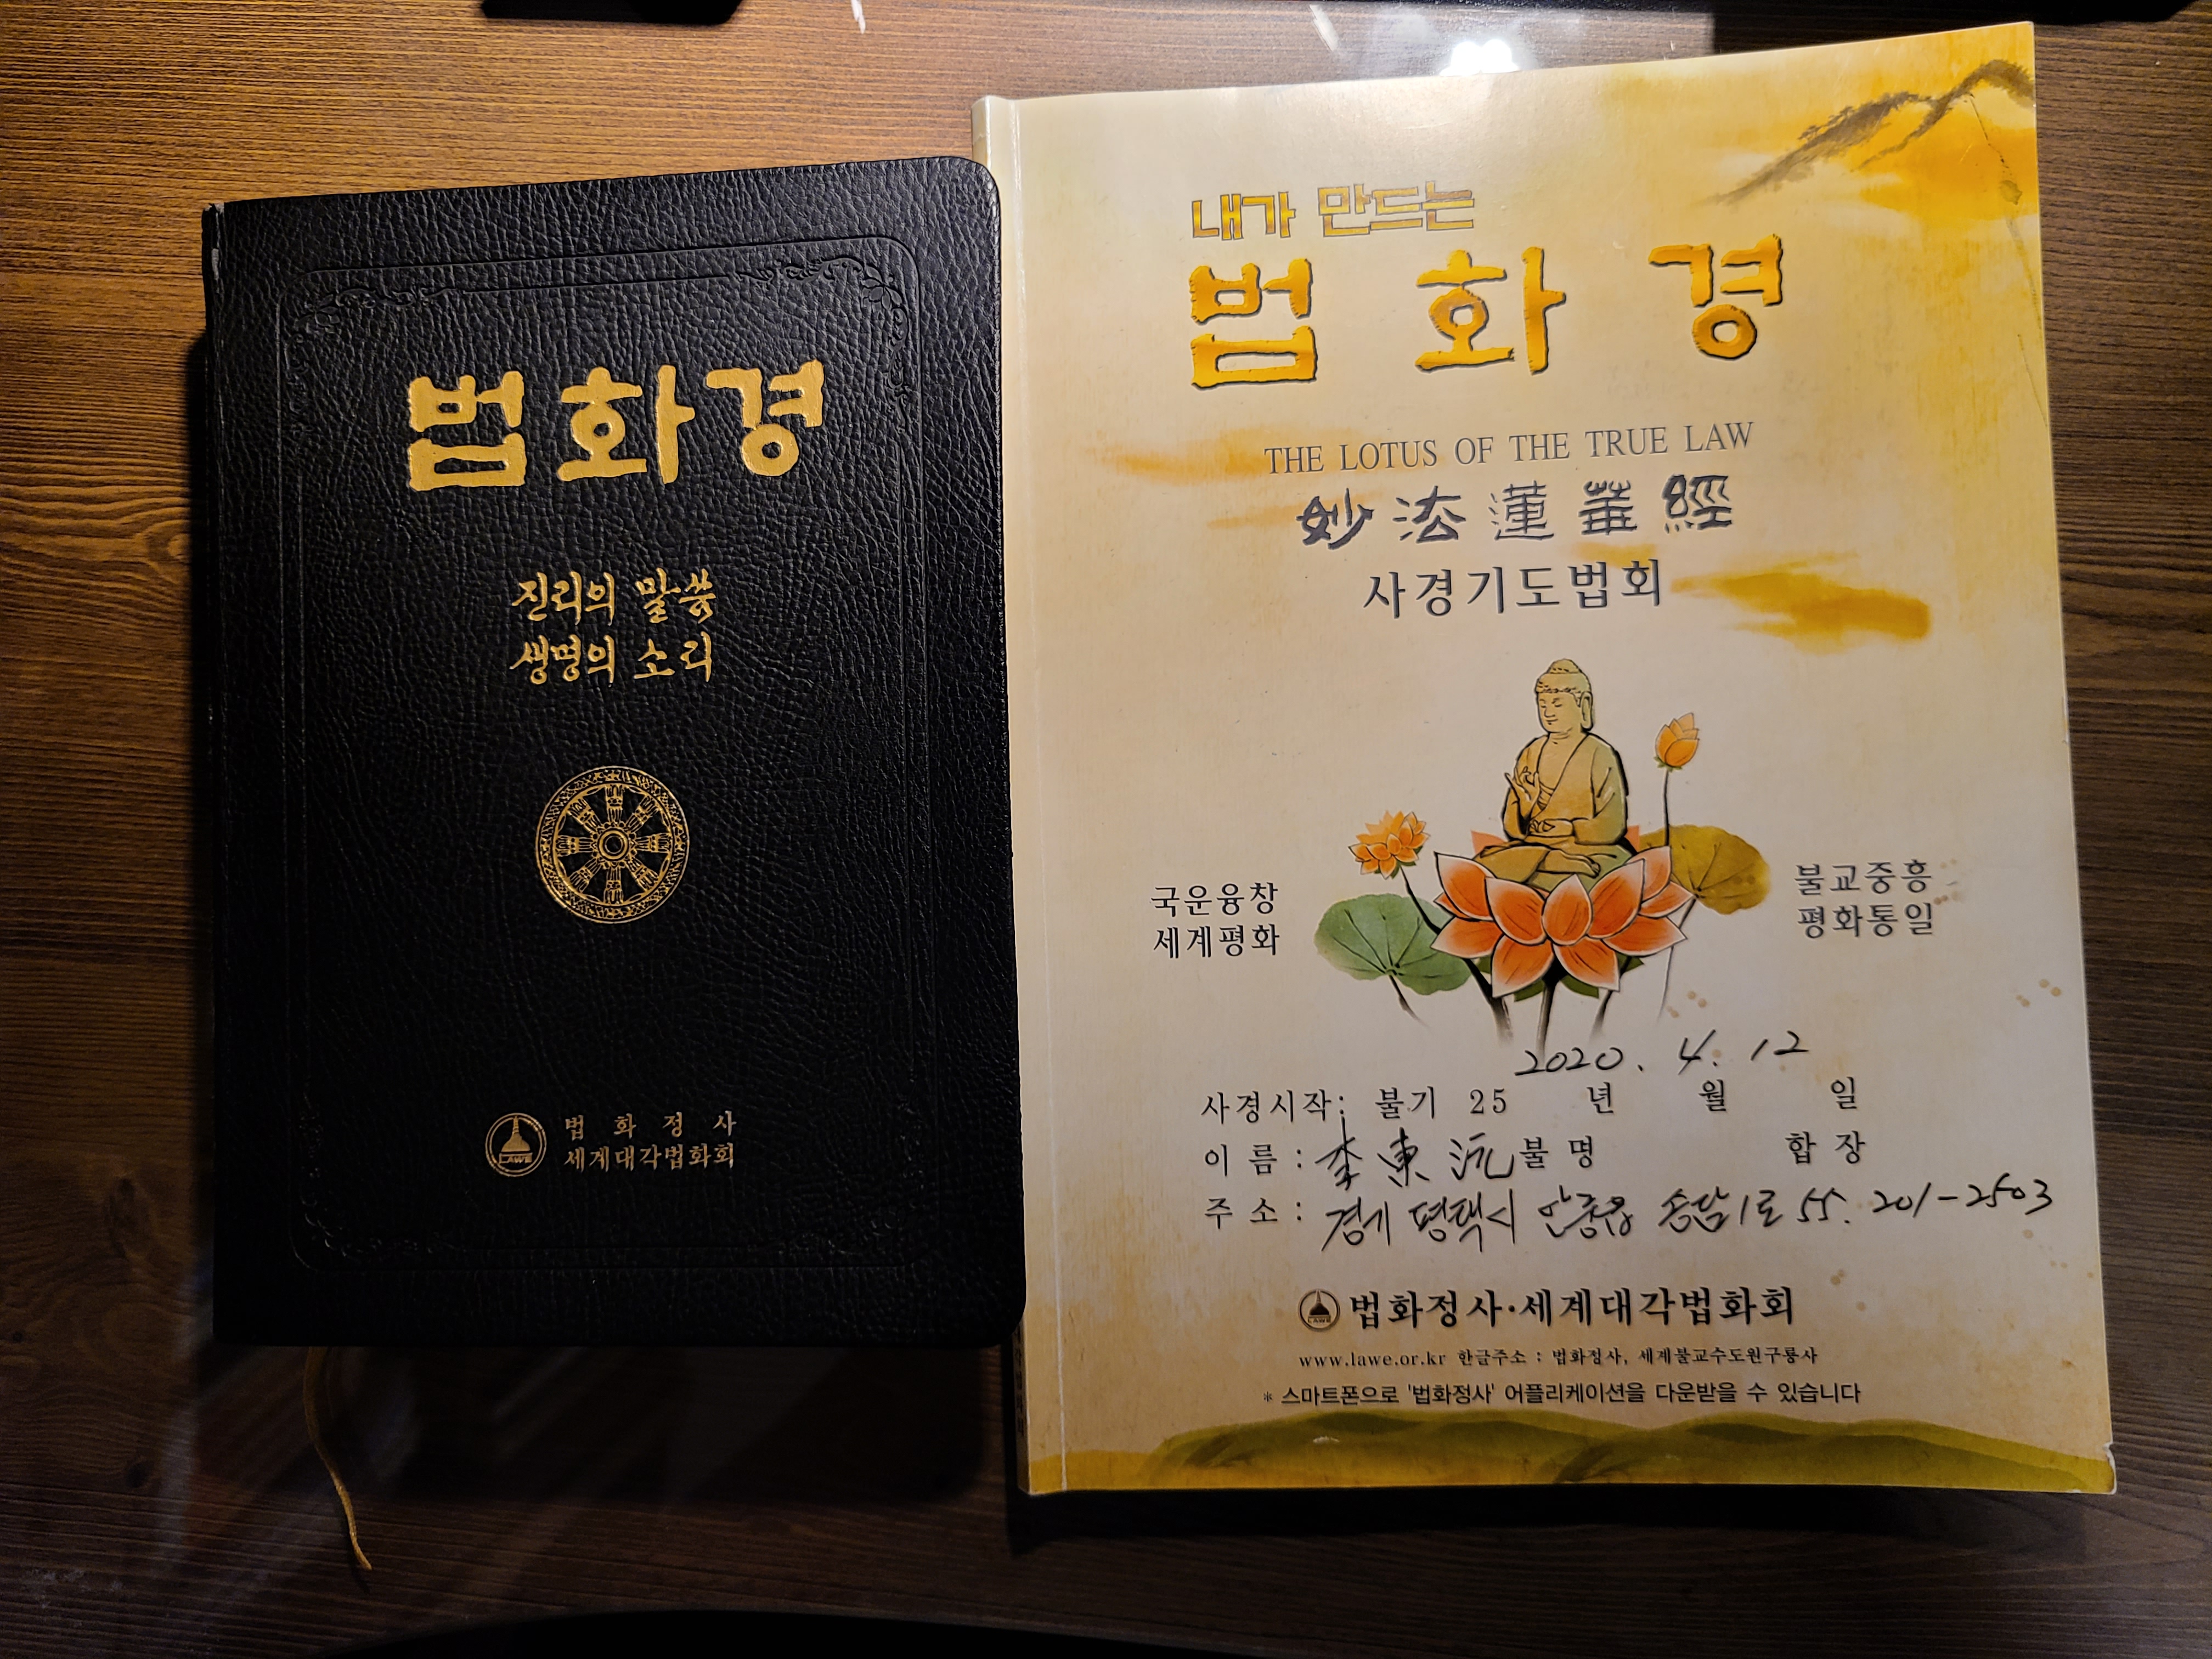 법화경
진리의 말씀
생명의 소리
LAWE
법화정사
세계대각법화회
내가 만드는
법화경
THE LOTUS OF THE TRUE LAW
妙法蓮華經
사경기도법회
국운융창
세계평화
불교중흥
평화통일
2020. 4. 12
사경시작: 불기 25 년 월 일
이 름 : 李東沅 불명 합장
주 소 : 경기 평택시 안중읍 송담1로 55. 201-2503
LAWE
법화정사·세계대각법화회
www.lawe.or.kr 한글주소 : 법화정사, 세계불교수도원구룡사
* 스마트폰으로 '법화정사' 어플리케이션을 다운받을 수 있습니다